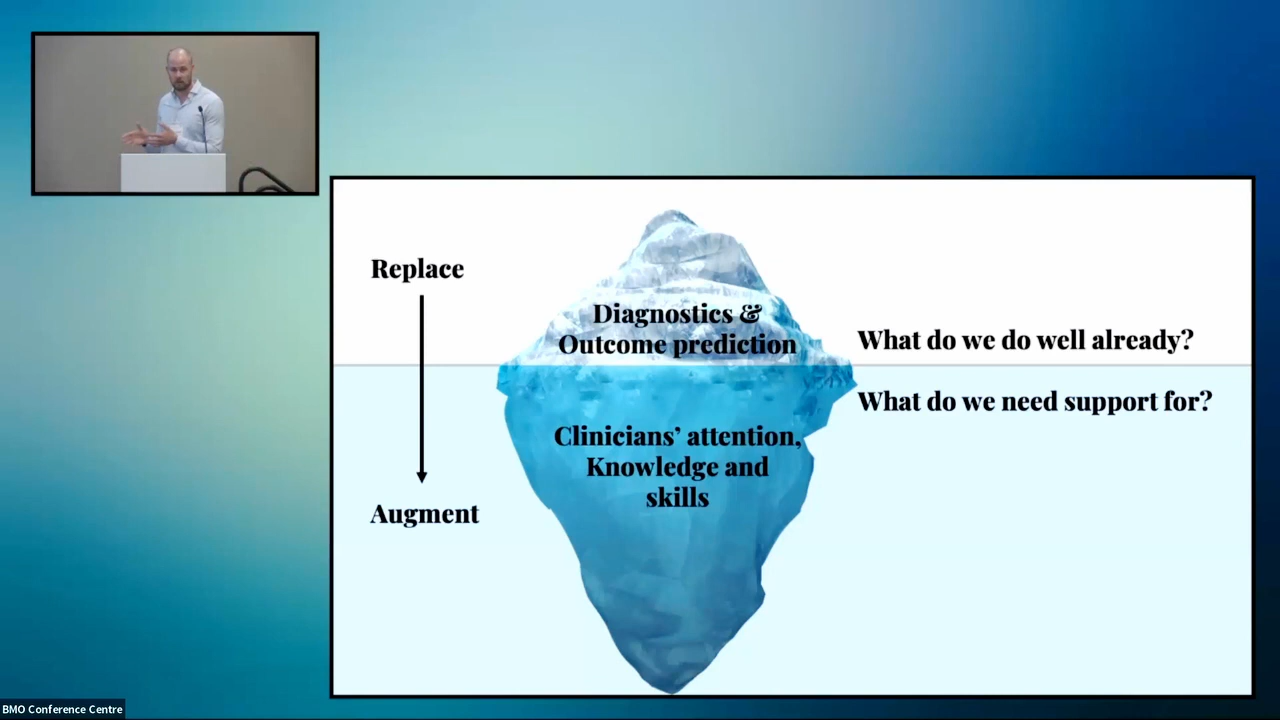 Replace
Diagnostics &
Outcome prediction
What do we do well already?
What do we need support for?
Clinicians’ attention,
Knowledge and
skills
Augment
BMO Conference Centre